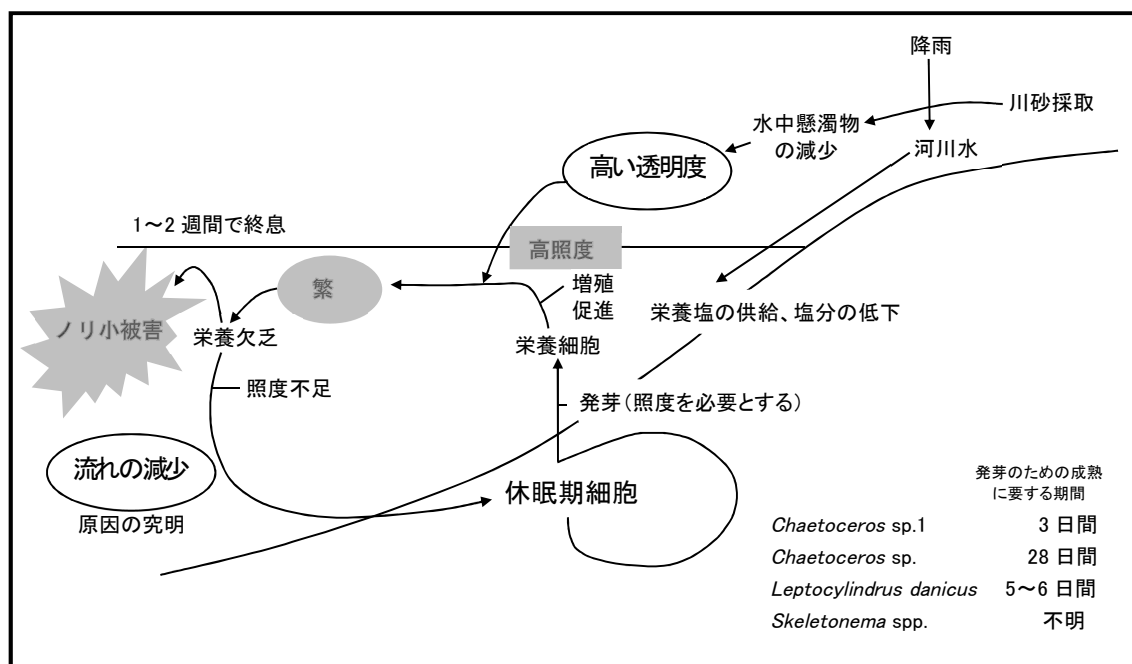 降雨
川砂採取
水中懸濁物
の減少
河川水
高い透明度
1～2 週間で終息
高照度
繁
増殖
促進
栄養塩の供給、塩分の低下
ノリ小被害
栄養欠乏
栄養細胞
照度不足
発芽（照度を必要とする）
流れの減少
原因の究明
休眠期細胞
発芽のための成熟
に要する期間
Chaetoceros sp.1 3 日間
Chaetoceros sp. 28 日間
Leptocylindrus danicus 5～6 日間
Skeletonema spp. 不明